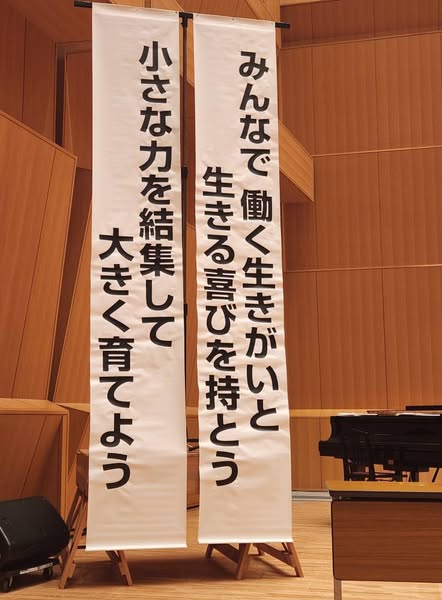 みんなで 働く生きがいと
生きる喜びを持とう
小さな力を結集して
大きく育てよう